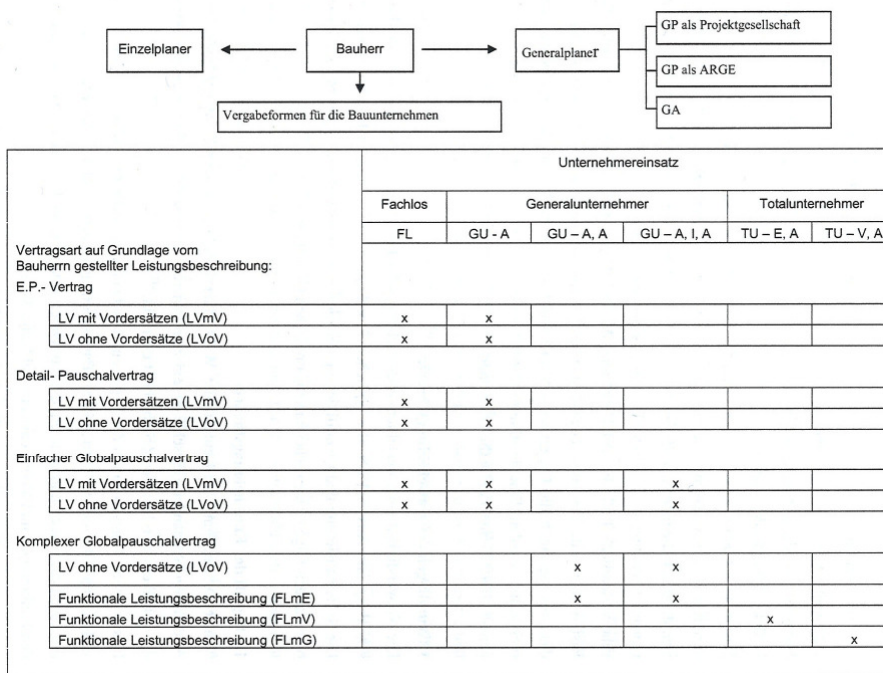 GP als Projektgesellschaft
Einzelplaner
Bauherr
Generalplaner
GP als ARGE
GA
Vergabeformen für die Bauunternehmen
Unternehmereinsatz
Fachlos Generalunternehmer Totalunternehmer
FL GU - A GU – A, A GU – A, I, A TU – E, A TU – V, A
Vertragsart auf Grundlage vom
Bauherrn gestellter Leistungsbeschreibung:
E.P.- Vertrag
LV mit Vordersätzen (LVmV) x x
LV ohne Vordersätze (LVoV) x x
Detail- Pauschalvertrag
LV mit Vordersätzen (LVmV) x x
LV ohne Vordersätze (LVoV) x x
Einfacher Globalpauschalvertrag
LV mit Vordersätzen (LVmV) x x x
LV ohne Vordersätze (LVoV) x x x
Komplexer Globalpauschalvertrag
LV ohne Vordersätze (LVoV) x x
Funktionale Leistungsbeschreibung (FLmE) x x
Funktionale Leistungsbeschreibung (FLmV) x
Funktionale Leistungsbeschreibung (FLmG) x